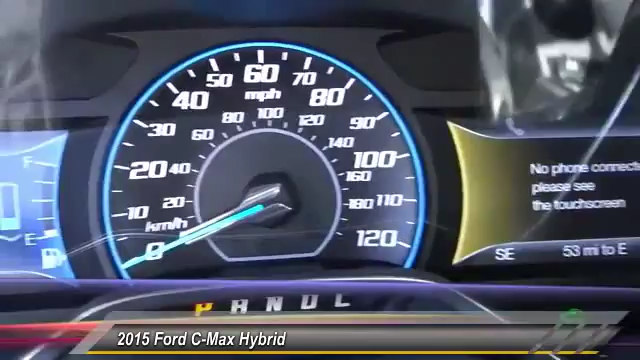 60
50 70
mph
40 80
80 100 120
30 90
60 140
20 40 100
160
20
10 180 110
km/h
0 120
F
E
No phone connecte
please see
the touchscreen
SE 53 mi to E
P R N D L
2015 Ford C-Max Hybrid